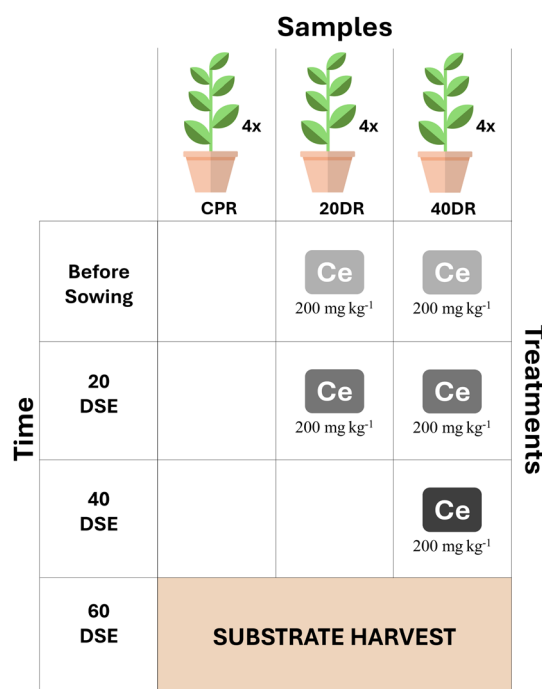 Samples
4x 4x 4x
CPR 20DR 40DR
Before
Sowing
Ce Ce
200 mg kg⁻¹ 200 mg kg⁻¹
20
DSE
Ce Ce
200 mg kg⁻¹ 200 mg kg⁻¹
40
DSE
Ce
200 mg kg⁻¹
60
DSE
SUBSTRATE HARVEST
Time
Treatments